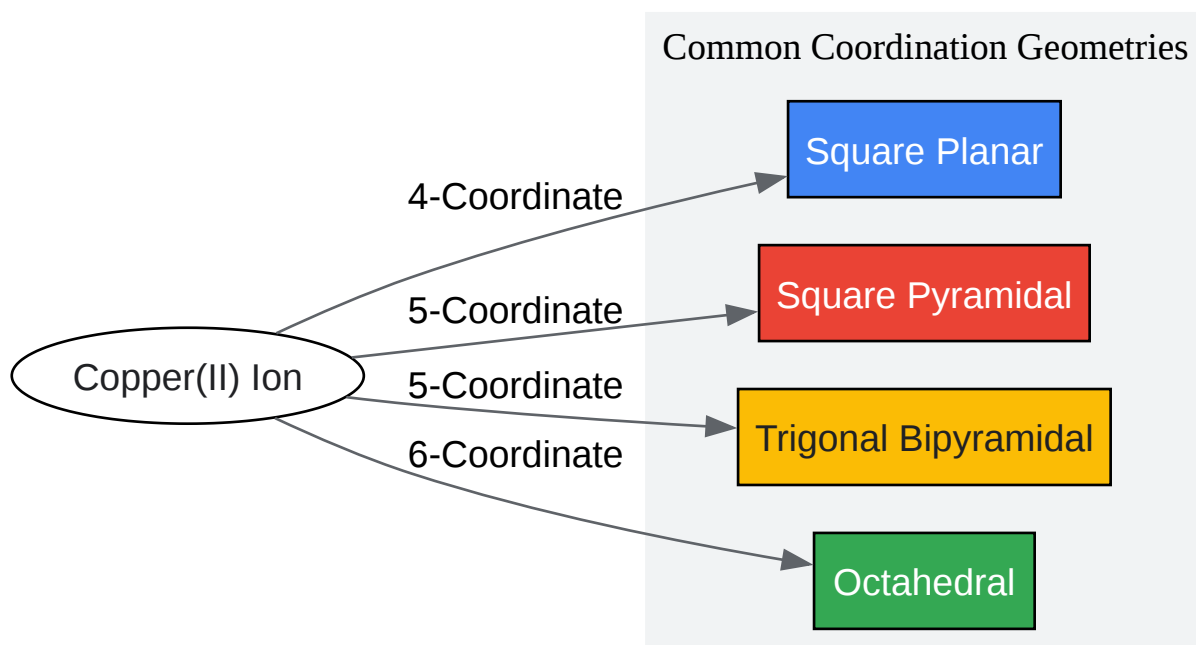 Common Coordination Geometries
Square Planar
4-Coordinate
Square Pyramidal
5-Coordinate
Copper(II) Ion
5-Coordinate
Trigonal Bipyramidal
6-Coordinate
Octahedral